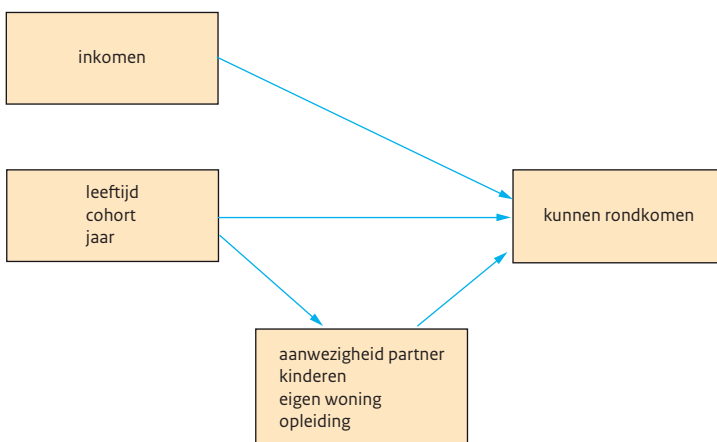 inkomen
leeftijd
cohort
jaar
kunnen rondkomen
aanwezigheid partner
kinderen
eigen woning
opleiding